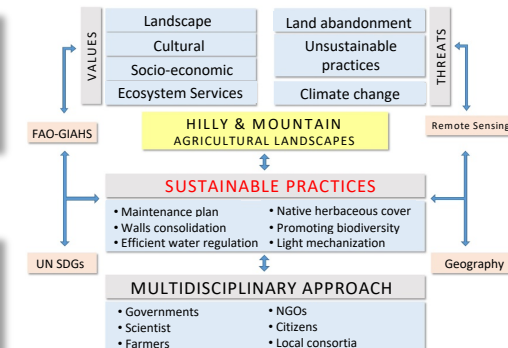 VALUES
Landscape
Cultural
Socio-economic
Ecosystem Services
Land abandonment
Unsustainable
practices
Climate change
THREATS
FAO-GIAHS
HILLY & MOUNTAIN
AGRICULTURAL LANDSCAPES
Remote Sensing
SUSTAINABLE PRACTICES
• Maintenance plan
• Walls consolidation
• Efficient water regulation
• Native herbaceous cover
• Promoting biodiversity
• Light mechanization
UN SDGs
Geography
MULTIDISCIPLINARY APPROACH
• Governments
• Scientist
• Farmers
• NGOs
• Citizens
• Local consortia